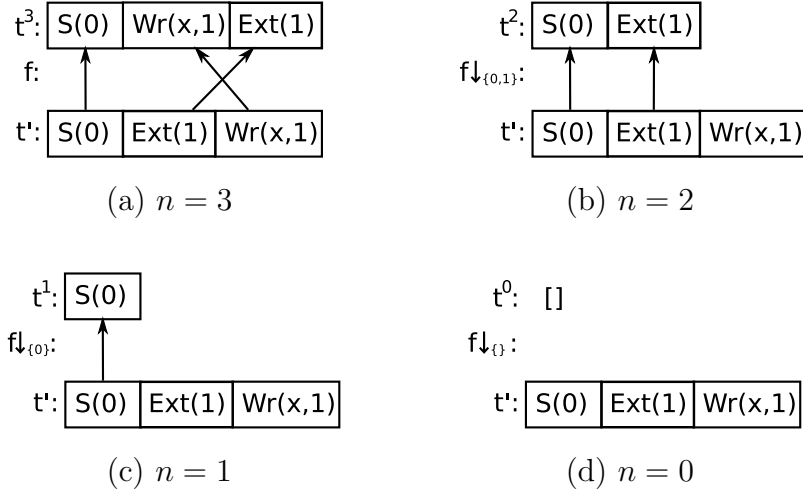 t³: S(0) Wr(x,1) Ext(1)
f:
t': S(0) Ext(1) Wr(x,1)
(a) n = 3
t²: S(0) Ext(1)
f↓{0,1}:
t': S(0) Ext(1) Wr(x,1)
(b) n = 2
t¹: S(0)
f↓{0}:
t': S(0) Ext(1) Wr(x,1)
(c) n = 1
t⁰: []
f↓{}:
t': S(0) Ext(1) Wr(x,1)
(d) n = 0